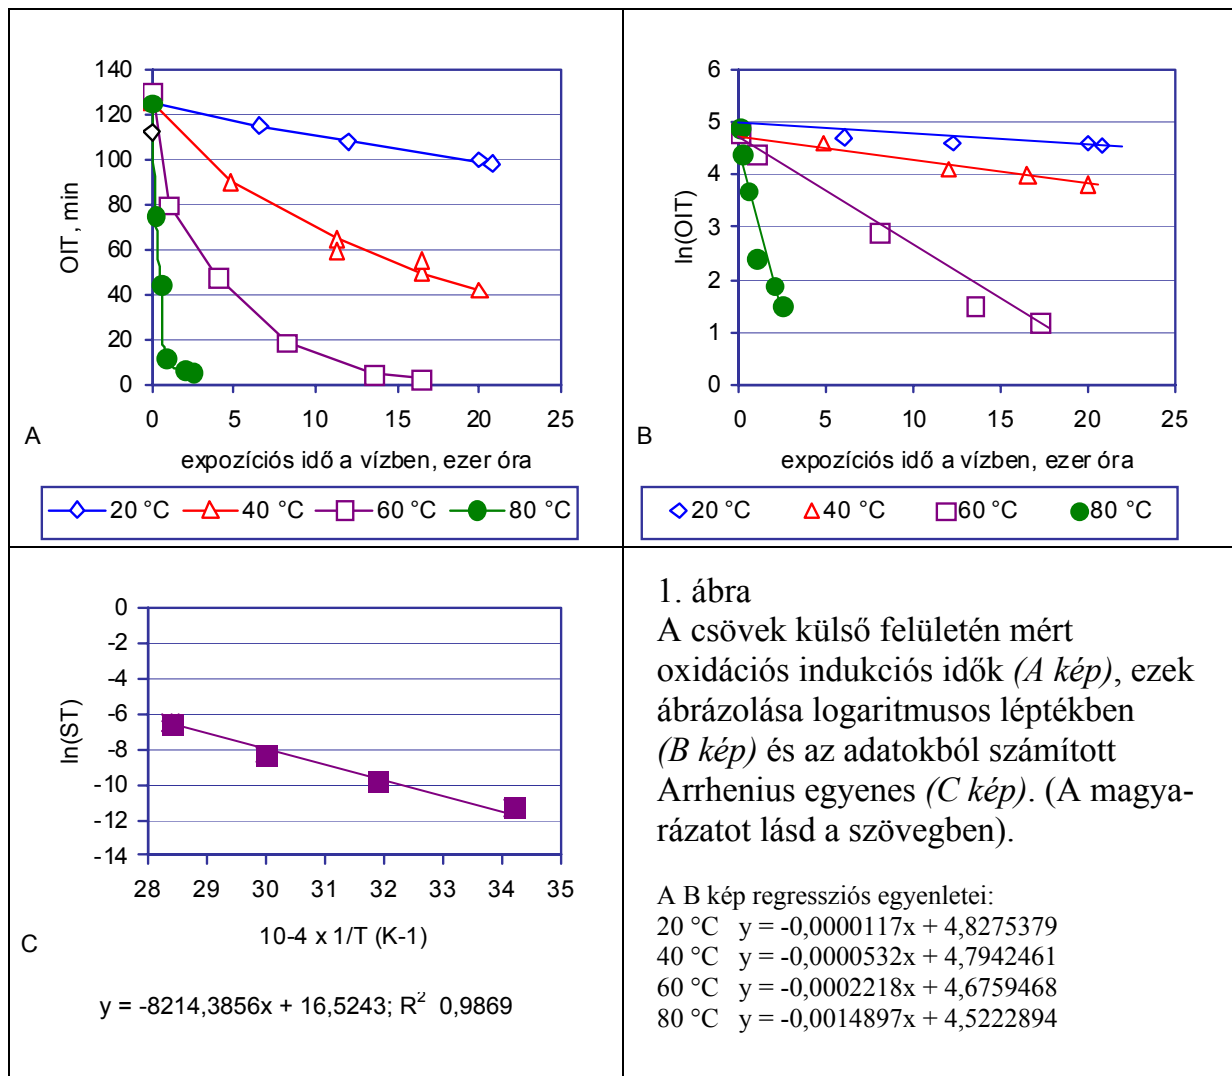 140
120
100
80
60
40
20
0
OIT, min
0 5 10 15 20 25
A
expozíciós idő a vízben, ezer óra
20 °C 40 °C 60 °C 80 °C
6
5
4
3
2
1
0
ln(OIT)
0 5 10 15 20 25
B
expozíciós idő a vízben, ezer óra
20 °C 40 °C 60 °C 80 °C
0
-2
-4
-6
-8
-10
-12
-14
ln(ST)
28 29 30 31 32 33 34 35
10-4 x 1/T (K-1)
C
y = -8214,3856x + 16,5243; R² 0,9869
1. ábra
A csövek külső felületén mért
oxidációs indukciós idők (A kép), ezek
ábrázolása logaritmusos léptékben
(B kép) és az adatokból számított
Arrhenius egyenes (C kép). (A magya-
rázatot lásd a szövegben).
A B kép regressziós egyenletei:
20 °C y = -0,0000117x + 4,8275379
40 °C y = -0,0000532x + 4,7942461
60 °C y = -0,0002218x + 4,6759468
80 °C y = -0,0014897x + 4,5222894